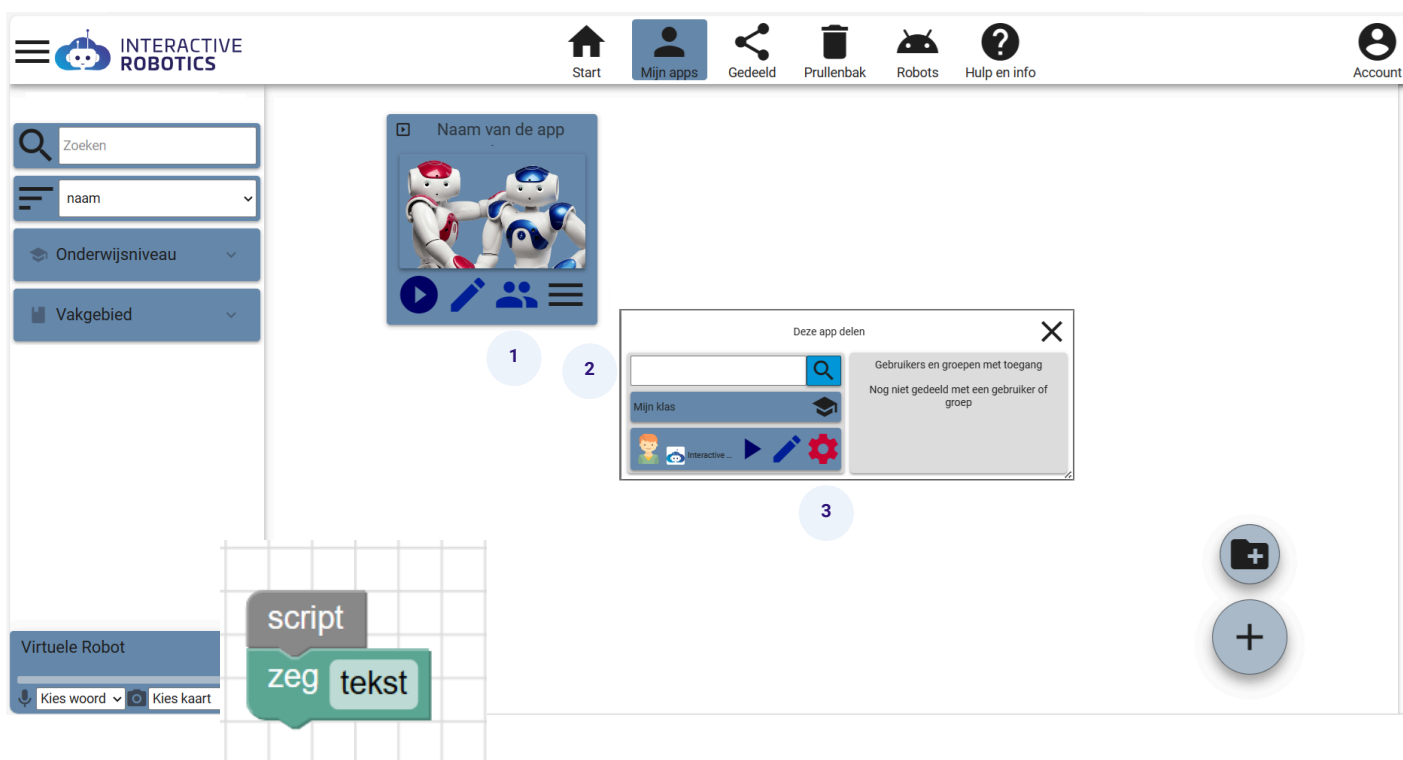 INTERACTIVE
ROBOTICS
Start
Mijn apps
Gedeeld
Prullenbak
Robots
Hulp en info
Account
Zoeken
naam
Onderwijsniveau
Vakgebied
Naam van de app
-
1
2
Deze app delen
Mijn klas
Interactive ...
Gebruikers en groepen met toegang
Nog niet gedeeld met een gebruiker of
groep
3
Virtuele Robot
Kies woord
Kies kaart
script
zeg tekst